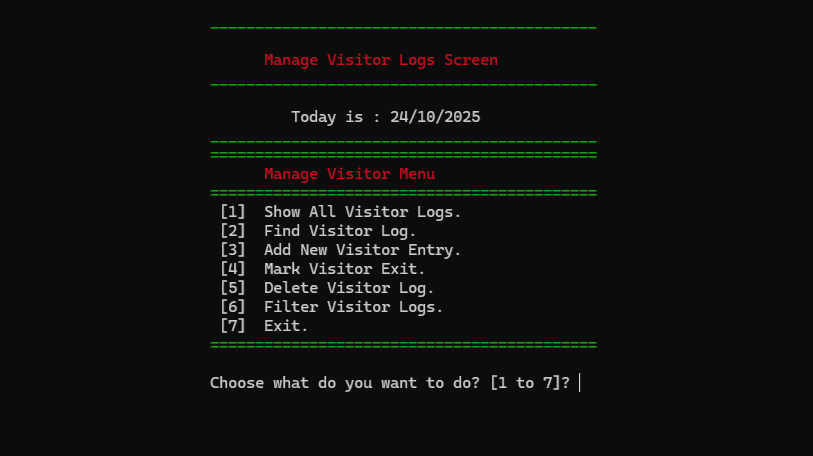 ===========================================
Manage Visitor Logs Screen
===========================================
Today is : 24/10/2025
===========================================
===========================================
Manage Visitor Menu
===========================================
[1]  Show All Visitor Logs.
[2]  Find Visitor Log.
[3]  Add New Visitor Entry.
[4]  Mark Visitor Exit.
[5]  Delete Visitor Log.
[6]  Filter Visitor Logs.
[7]  Exit.
===========================================
Choose what do you want to do? [1 to 7]?